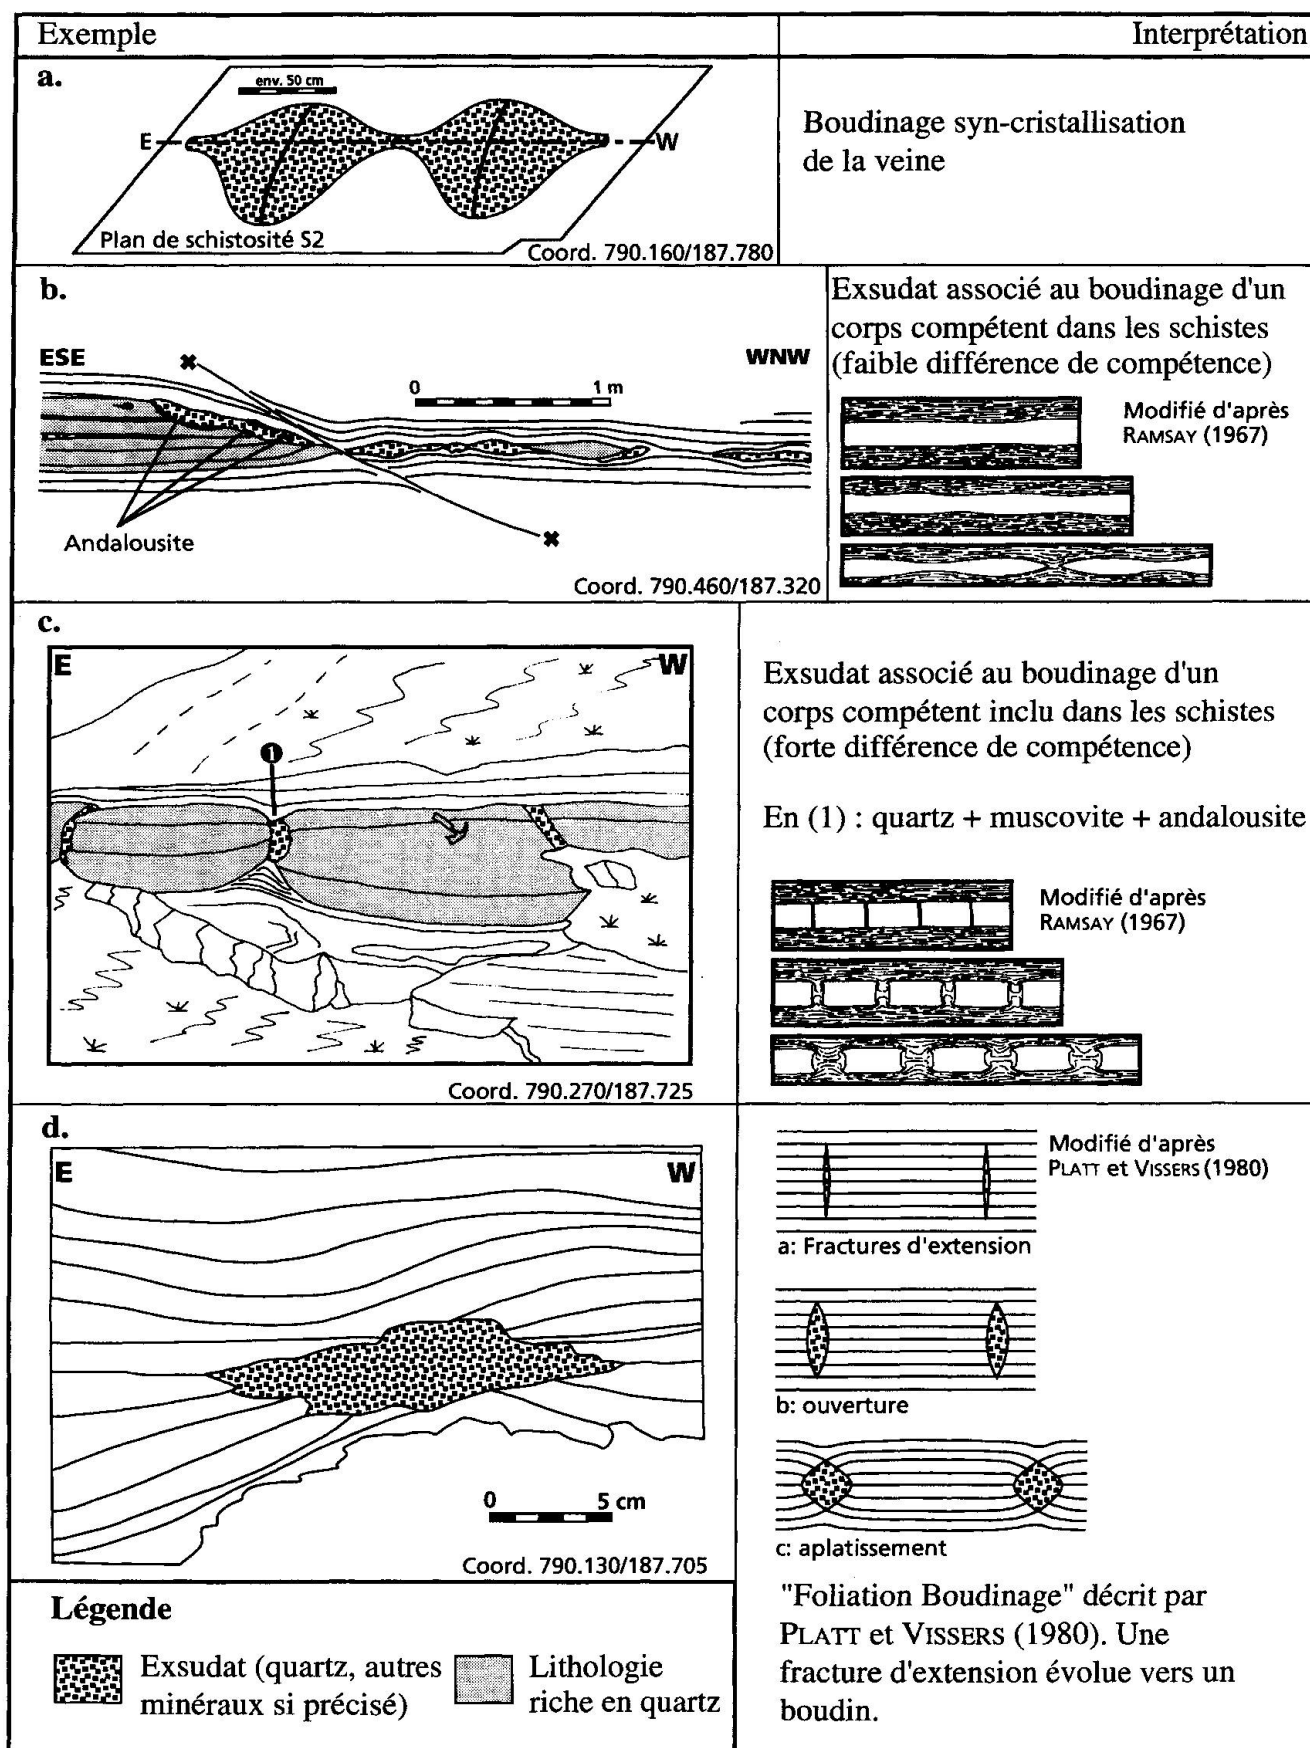 Exemple
Interprétation
a.
env. 50 cm
E
W
Plan de schistosité S2
Coord. 790.160/187.780
Boudinage syn-cristallisation
de la veine
b.
ESE
WNW
0
1 m
Andalousite
Coord. 790.460/187.320
Exsudat associé au boudinage d'un
corps compétent dans les schistes
(faible différence de compétence)
Modifié d'après
RAMSAY (1967)
c.
E
W
1
Coord. 790.270/187.725
Exsudat associé au boudinage d'un
corps compétent inclu dans les schistes
(forte différence de compétence)
En (1) : quartz + muscovite + andalousite
Modifié d'après
RAMSAY (1967)
d.
E
W
0
5 cm
Coord. 790.130/187.705
Modifié d'après
PLATT et VISSERS (1980)
a: Fractures d'extension
b: ouverture
c: aplatissement
"Foliation Boudinage" décrit par
PLATT et VISSERS (1980). Une
fracture d'extension évolue vers un
boudin.
Légende
Exsudat (quartz, autres
minéraux si précisé)
Lithologie
riche en quartz